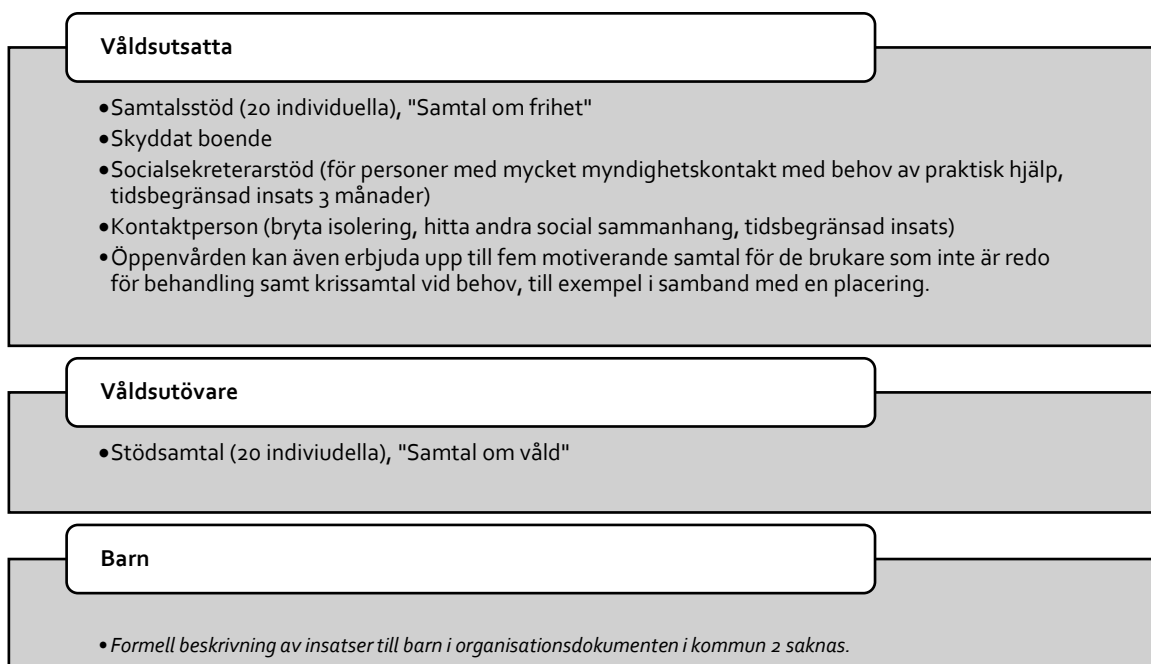 Våldsutsatta
•Samtalsstöd (20 individuella), "Samtal om frihet"
•Skyddat boende
•Socialsekreterarstöd (för personer med mycket myndighetskontakt med behov av praktisk hjälp,
tidsbegränsad insats 3 månader)
•Kontaktperson (bryta isolering, hitta andra social sammanhang, tidsbegränsad insats)
•Öppenvården kan även erbjuda upp till fem motiverande samtal för de brukare som inte är redo
för behandling samt krissamtal vid behov, till exempel i samband med en placering.
Våldsutövare
•Stödsamtal (20 indiviudella), "Samtal om våld"
Barn
•Formell beskrivning av insatser till barn i organisationsdokumenten i kommun 2 saknas.